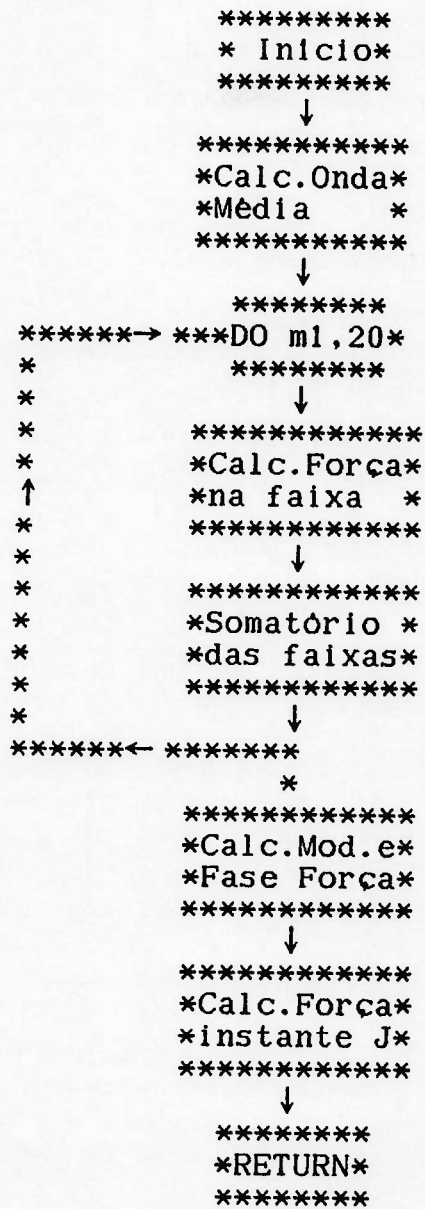 *********
* Inicio*
*********
↓
***********
*Calc.Onda*
*Média    *
***********
↓
********
******→ ***DO m1,20*
********
↓
************
*Calc.Força*
*na faixa  *
************
↓
************
*Somatório *
*das faixas*
************
↓
******← *******
*
************
*Calc.Mod.e*
*Fase Força*
************
↓
************
*Calc.Força*
*instante J*
************
↓
********
*RETURN*
********